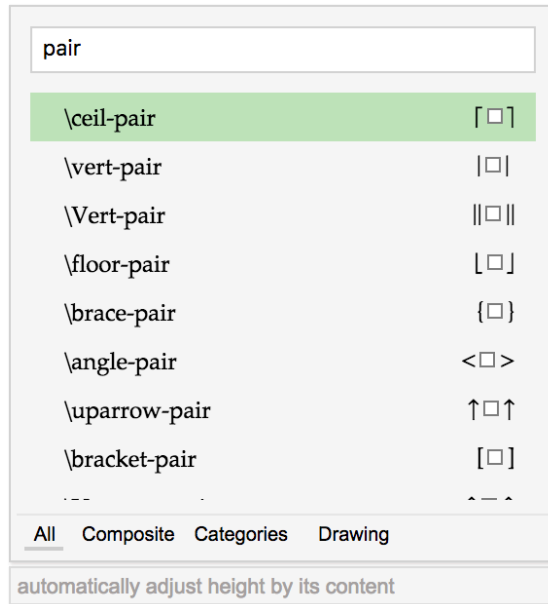 pair
\ceil-pair ⌈□⌉
\vert-pair |□|
\Vert-pair ‖□‖
\floor-pair ⌊□⌋
\brace-pair {□}
\angle-pair <□>
\uparrow-pair ↑□↑
\bracket-pair [□]
All Composite Categories Drawing
automatically adjust height by its content